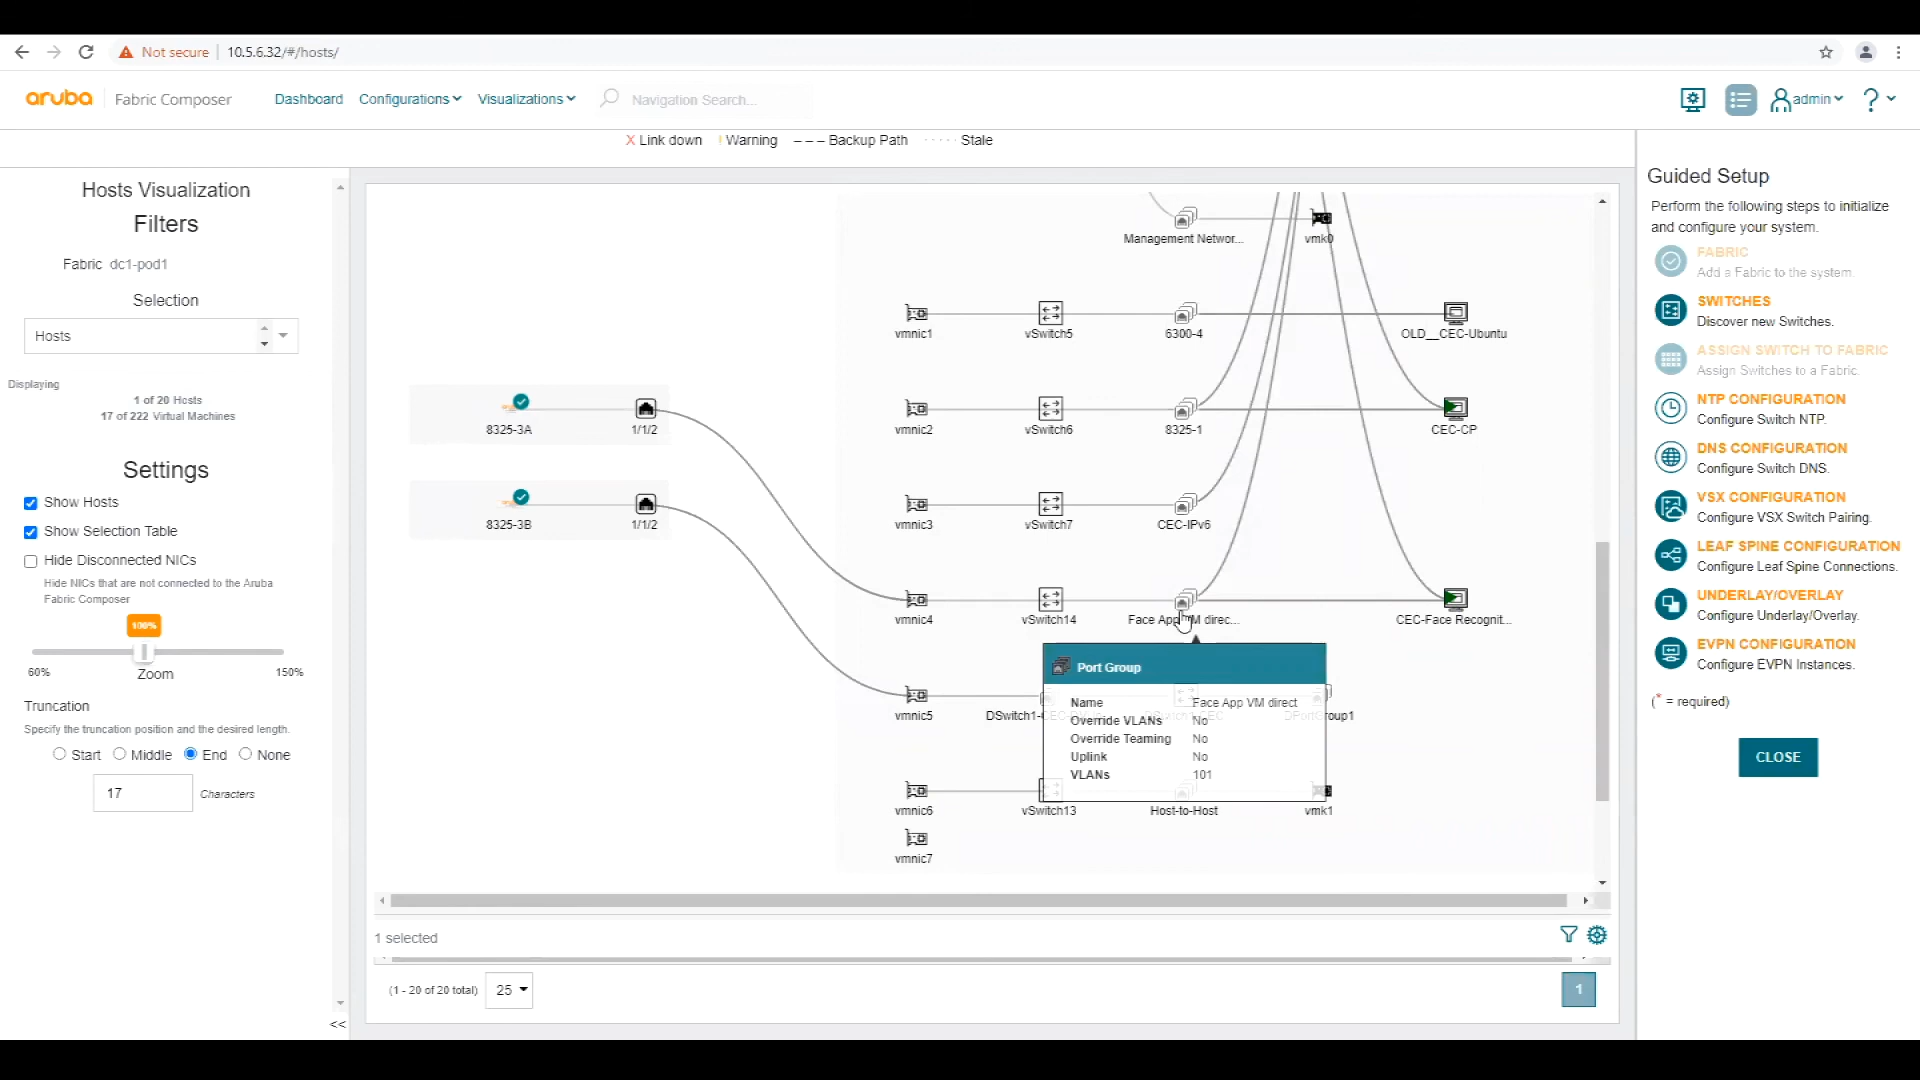 Not secure
10.5.6.32/#/hosts/
aruba
Fabric Composer
Dashboard
Configurations
Visualizations
Navigation Search...
admin
?
X Link down ! Warning – – – Backup Path · · · · · Stale
Hosts Visualization
Filters
Fabric dc1-pod1
Selection
Hosts
Displaying
1 of 20 Hosts
17 of 222 Virtual Machines
Settings
Show Hosts
Show Selection Table
Hide Disconnected NICs
Hide NICs that are not connected to the Aruba
Fabric Composer
100%
60% Zoom 150%
Truncation
Specify the truncation position and the desired length.
Start Middle End None
17 Characters
<<
Management Networ... vmk0
vmnic1 vSwitch5 6300-4 OLD__CEC-Ubuntu
8325-3A 1/1/2 vmnic2 vSwitch6 8325-1 CEC-CP
8325-3B 1/1/2 vmnic3 vSwitch7 CEC-IPv6
vmnic4 vSwitch14 Face App VM direc... CEC-Face Recognit...
Port Group
Name Face App VM direct
Override VLANs No
Override Teaming No
Uplink No
VLANs 101
vmnic5 DSwitch1-CEC DPortGroup1
vmnic6 vSwitch13 Host-to-Host vmk1
vmnic7
1 selected
(1 - 20 of 20 total) 25
1
Guided Setup
Perform the following steps to initialize
and configure your system.
FABRIC
Add a Fabric to the system.
SWITCHES
Discover new Switches.
ASSIGN SWITCH TO FABRIC
Assign Switches to a Fabric.
NTP CONFIGURATION
Configure Switch NTP.
DNS CONFIGURATION
Configure Switch DNS.
VSX CONFIGURATION
Configure VSX Switch Pairing.
LEAF SPINE CONFIGURATION
Configure Leaf Spine Connections.
UNDERLAY/OVERLAY
Configure Underlay/Overlay.
EVPN CONFIGURATION
Configure EVPN Instances.
(* = required)
CLOSE